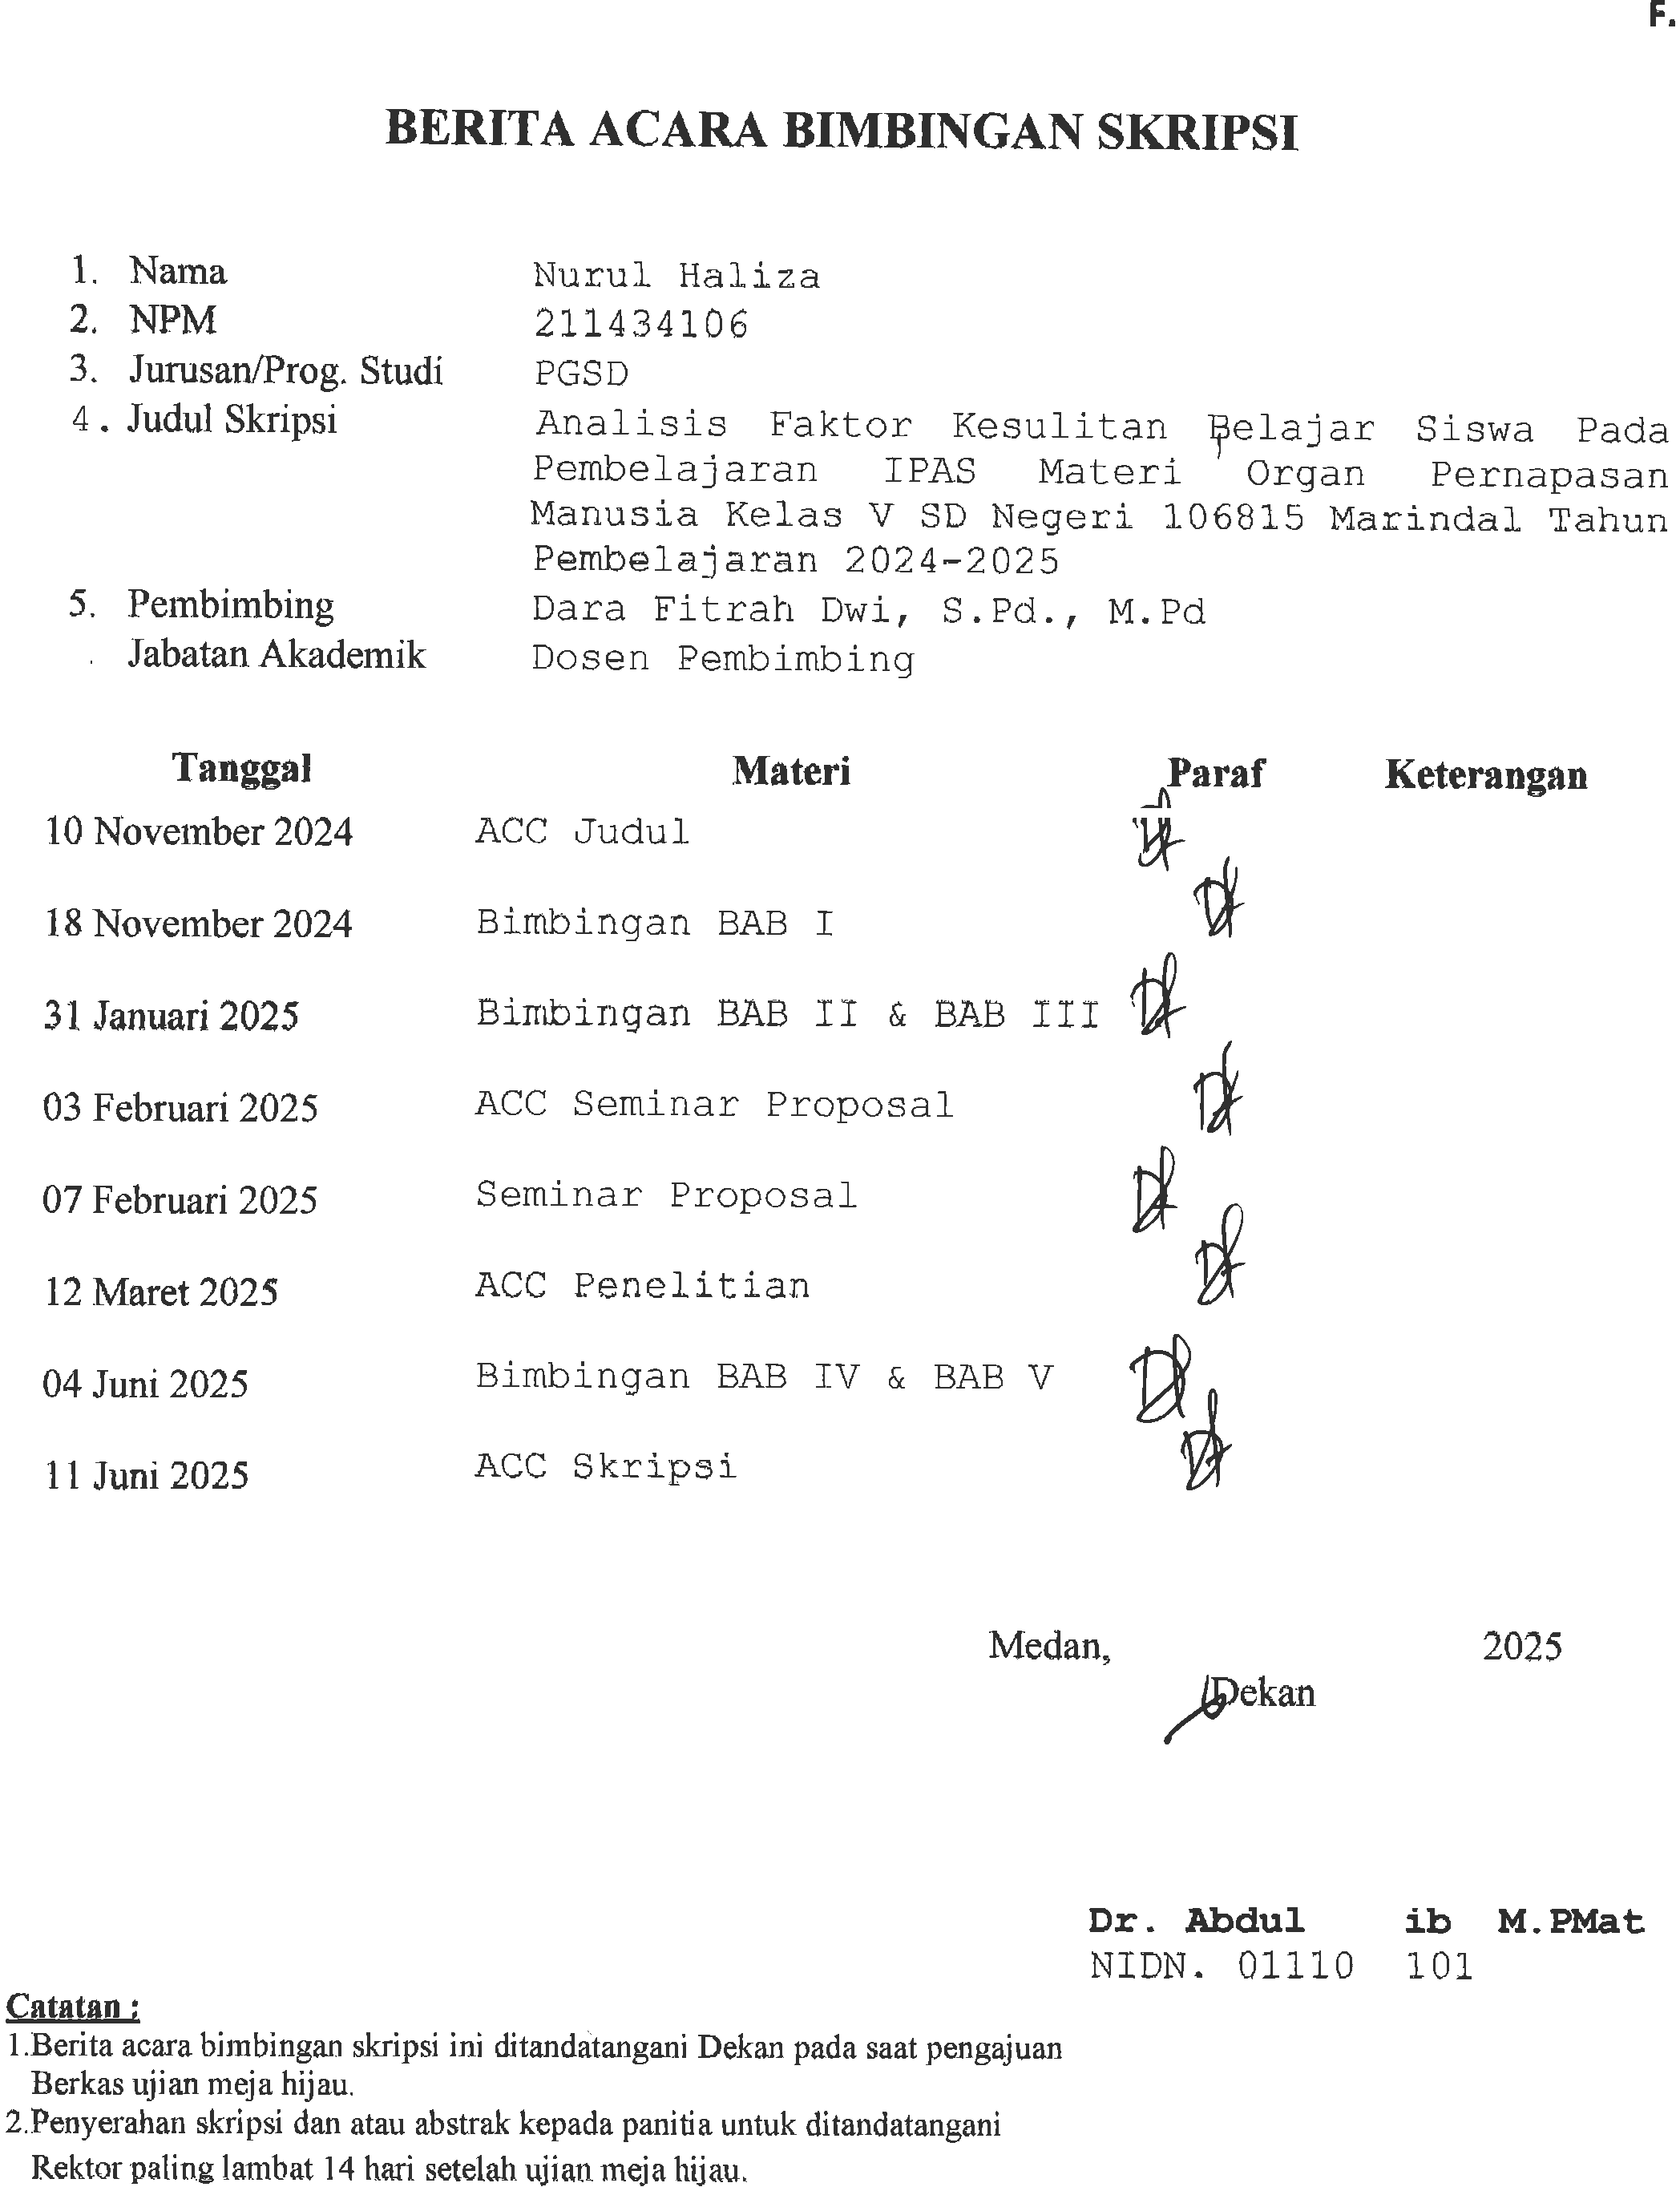 F.
BERITA ACARA BIMBINGAN SKRIPSI
1. Nama Nurul Haliza
2. NPM 211434106
3. Jurusan/Prog. Studi PGSD
4. Judul Skripsi Analisis Faktor Kesulitan Belajar Siswa Pada
Pembelajaran IPAS Materi Organ Pernapasan
Manusia Kelas V SD Negeri 106815 Marindal Tahun
Pembelajaran 2024-2025
5. Pembimbing Dara Fitrah Dwi, S.Pd., M.Pd
Jabatan Akademik Dosen Pembimbing
Tanggal Materi Paraf Keterangan
10 November 2024 ACC Judul
18 November 2024 Bimbingan BAB I
31 Januari 2025 Bimbingan BAB II & BAB III
03 Februari 2025 ACC Seminar Proposal
07 Februari 2025 Seminar Proposal
12 Maret 2025 ACC Penelitian
04 Juni 2025 Bimbingan BAB IV & BAB V
11 Juni 2025 ACC Skripsi
Medan, 2025
Dekan
Dr. Abdul ib M.PMat
NIDN. 01110 101
Catatan :
1.Berita acara bimbingan skripsi ini ditandatangani Dekan pada saat pengajuan
Berkas ujian meja hijau.
2.Penyerahan skripsi dan atau abstrak kepada panitia untuk ditandatangani
Rektor paling lambat 14 hari setelah ujian meja hijau.